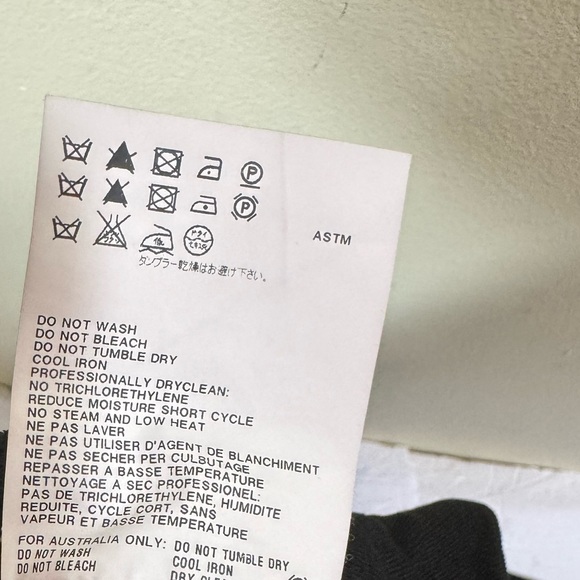 P
P
ASTM
ドライ
タンブラー乾燥はお避け下さい。
DO NOT WASH
DO NOT BLEACH
DO NOT TUMBLE DRY
COOL IRON
PROFESSIONALLY DRYCLEAN:
NO TRICHLORETHYLENE
REDUCE MOISTURE SHORT CYCLE
NO STEAM AND LOW HEAT
NE PAS LAVER
NE PAS UTILISER D'AGENT DE BLANCHIMENT
NE PAS SECHER PAR CULBUTAGE
REPASSER A BASSE TEMPERATURE
NETTOYAGE A SEC PROFESSIONEL:
PAS DE TRICHLORETHYLENE, HUMIDITE
REDUITE, CYCLE CORT, SANS
VAPEUR ET BASSE TEMPERATURE
FOR AUSTRALIA ONLY: DO NOT TUMBLE DRY
DO NOT WASH COOL IRON
DO NOT BLEACH